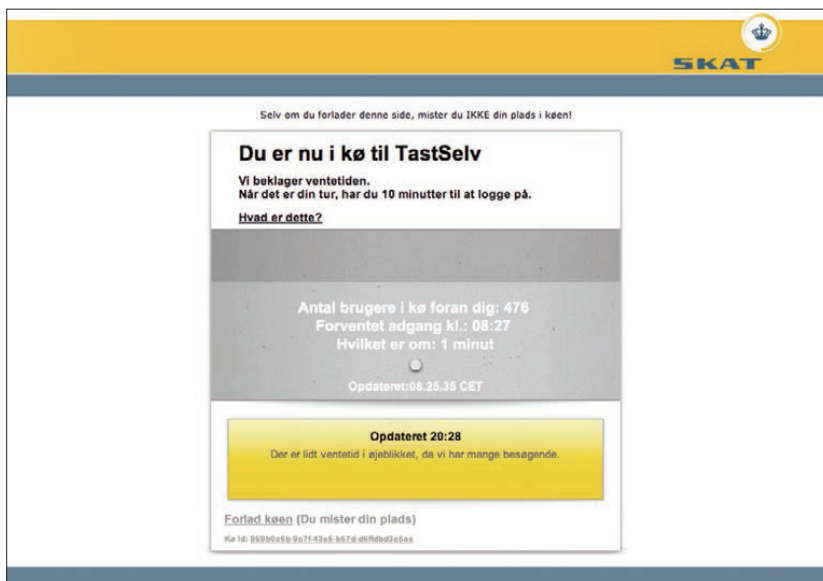 SKAT
Selv om du forlader denne side, mister du IKKE din plads i køen!
Du er nu i kø til TastSelv
Vi beklager ventetiden.
Når det er din tur, har du 10 minutter til at logge på.
Hvad er dette?
Antal brugere i kø foran dig: 476
Forventet adgang kl.: 08:27
Hvilket er om: 1 minut
Opdateret:08.25.35 CET
Opdateret 20:28
Der er lidt ventetid i øjeblikket, da vi har mange besøgende.
Forlad køen (Du mister din plads)
Kø Id: